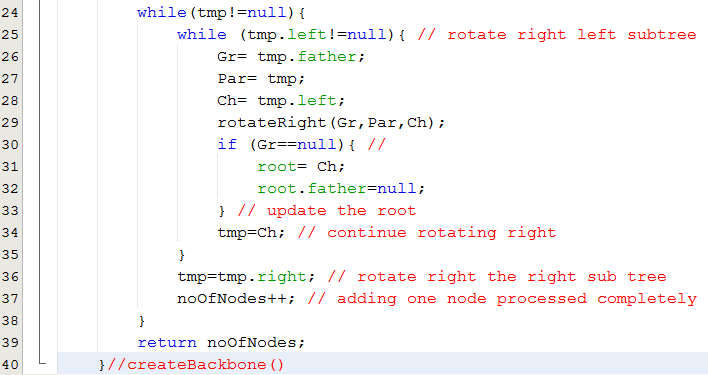 24 while(tmp!=null){
25 while (tmp.left!=null){ // rotate right left subtree
26 Gr= tmp.father;
27 Par= tmp;
28 Ch= tmp.left;
29 rotateRight(Gr,Par,Ch);
30 if (Gr==null){ //
31 root= Ch;
32 root.father=null;
33 } // update the root
34 tmp=Ch; // continue rotating right
35 }
36 tmp=tmp.right; // rotate right the right sub tree
37 noOfNodes++; // adding one node processed completely
38 }
39 return noOfNodes;
40 }//createBackbone()